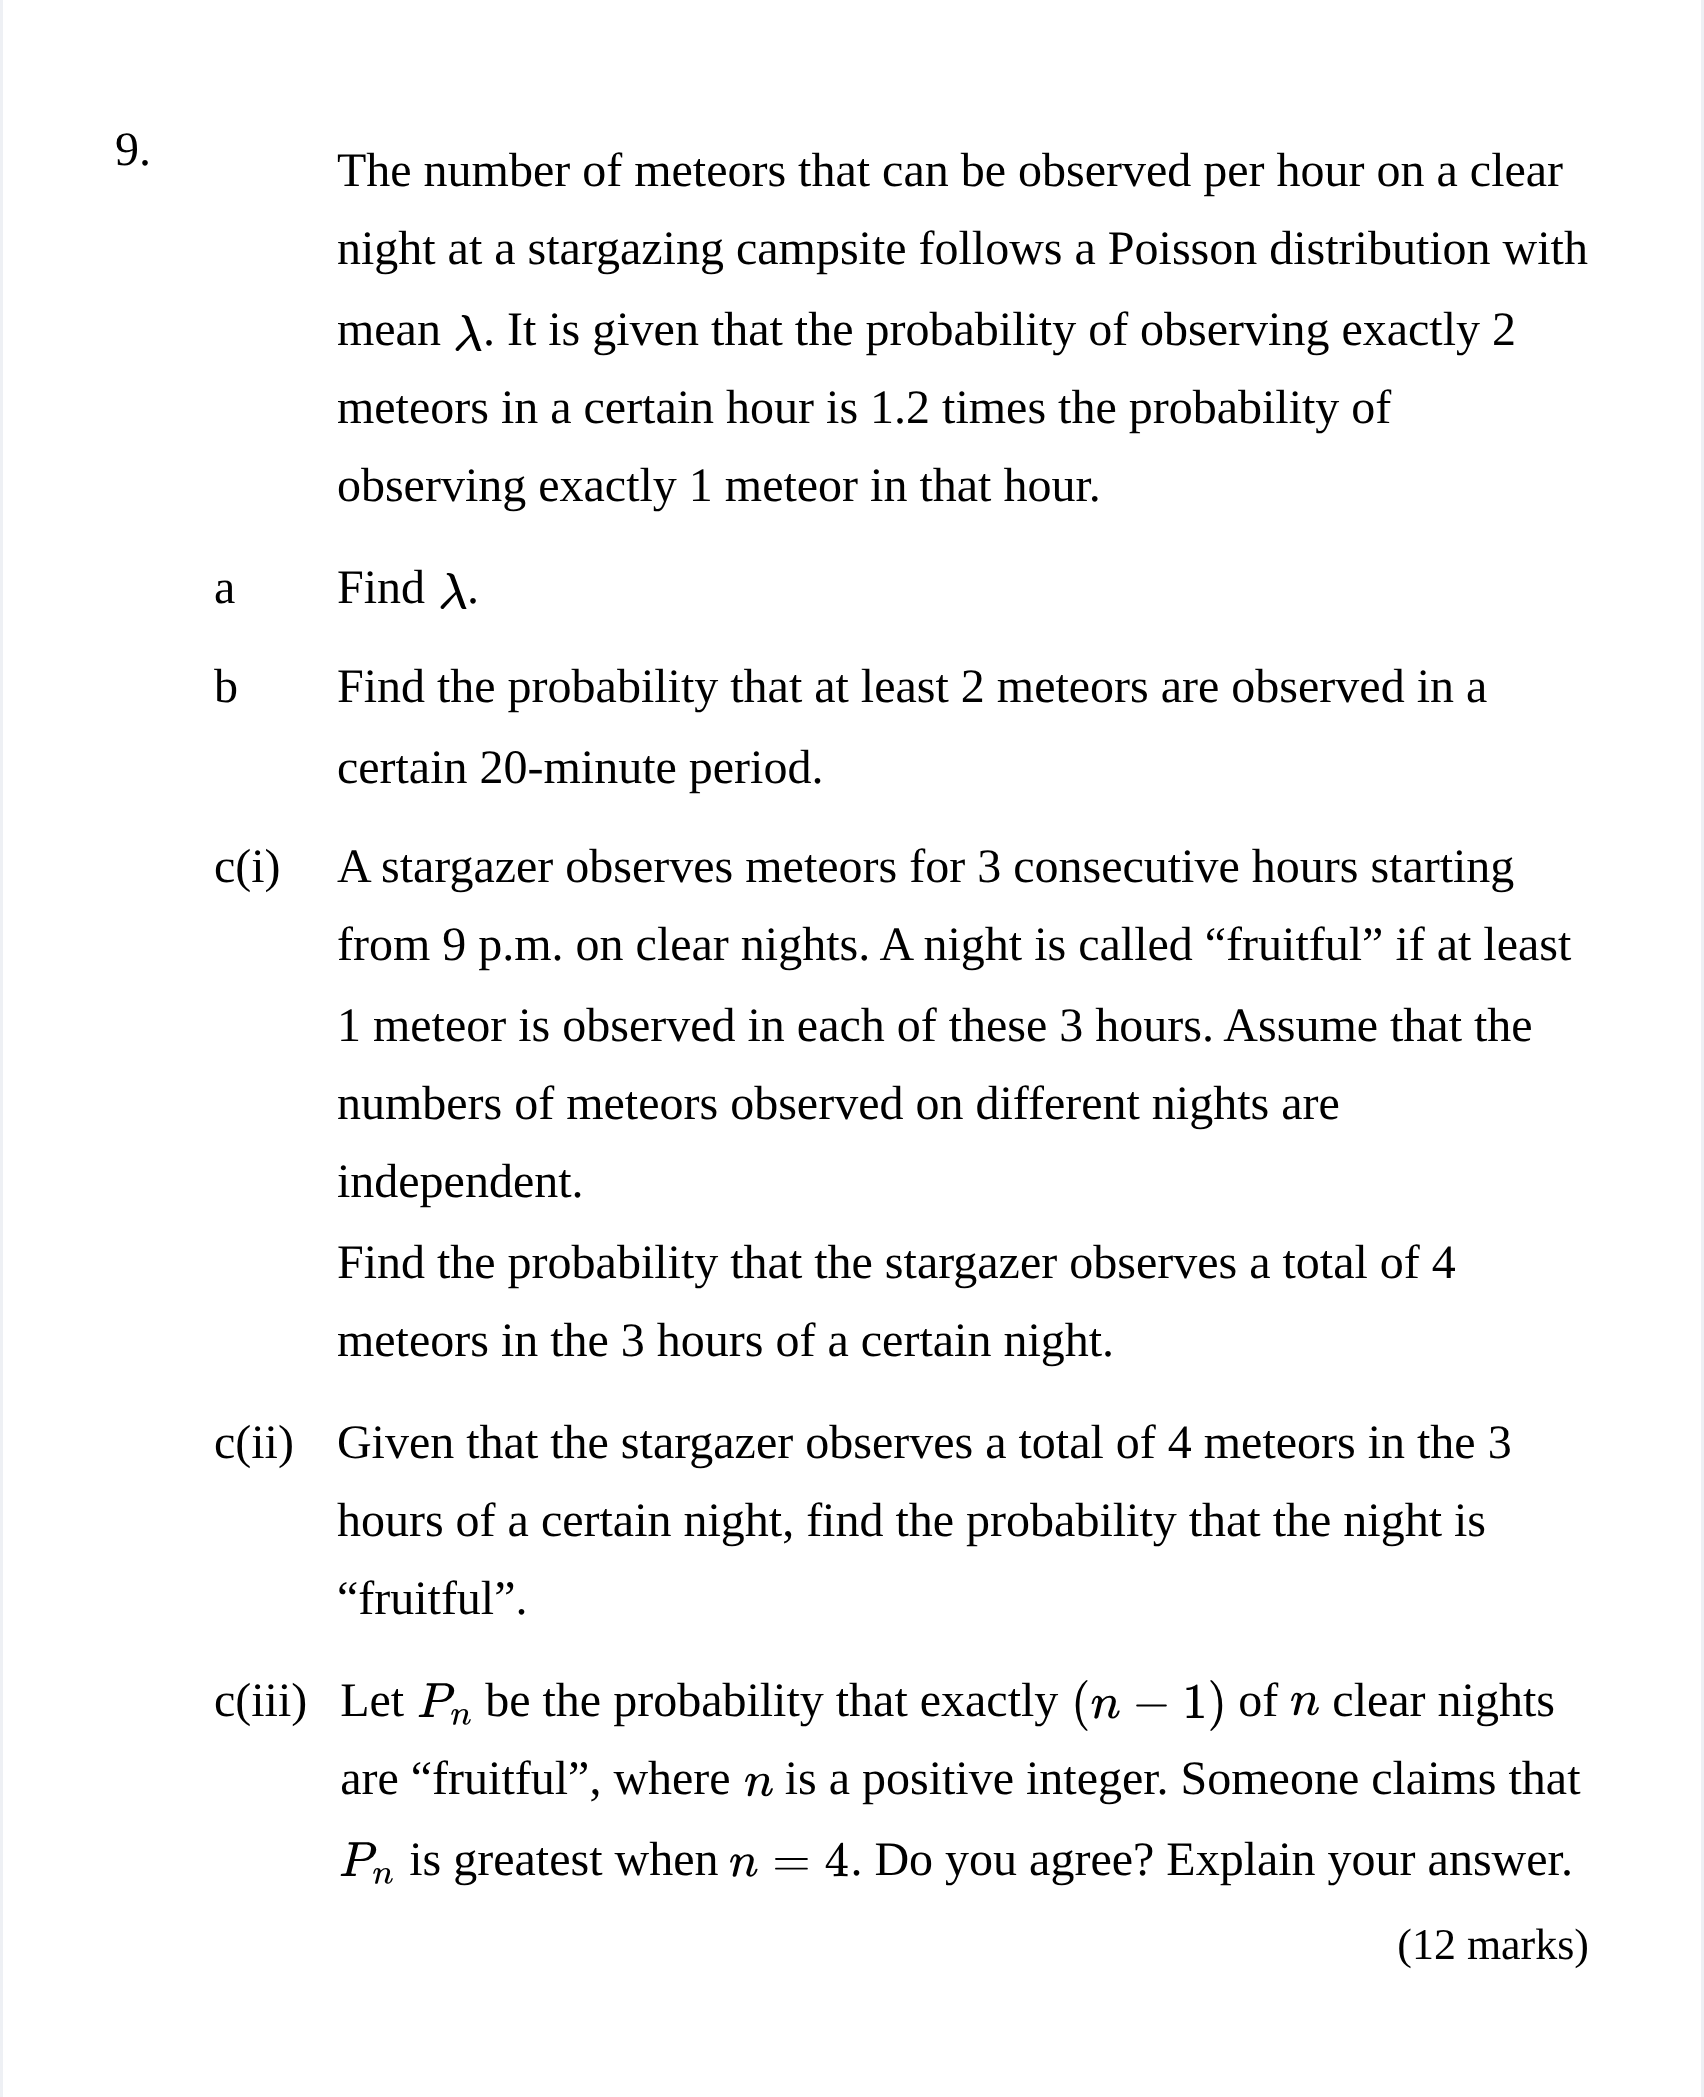 9.
The number of meteors that can be observed per hour on a clear
night at a stargazing campsite follows a Poisson distribution with
mean λ. It is given that the probability of observing exactly 2
meteors in a certain hour is 1.2 times the probability of
observing exactly 1 meteor in that hour.
a Find λ.
b Find the probability that at least 2 meteors are observed in a
certain 20-minute period.
c(i) A stargazer observes meteors for 3 consecutive hours starting
from 9 p.m. on clear nights. A night is called “fruitful” if at least
1 meteor is observed in each of these 3 hours. Assume that the
numbers of meteors observed on different nights are
independent.
Find the probability that the stargazer observes a total of 4
meteors in the 3 hours of a certain night.
c(ii) Given that the stargazer observes a total of 4 meteors in the 3
hours of a certain night, find the probability that the night is
“fruitful”.
c(iii) Let Pₙ be the probability that exactly (n − 1) of n clear nights
are “fruitful”, where n is a positive integer. Someone claims that
Pₙ is greatest when n = 4. Do you agree? Explain your answer.
(12 marks)